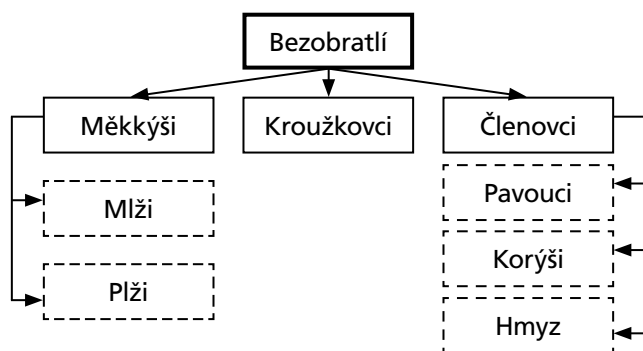 Bezobratlí
Měkkýši
Kroužkovci
Členovci
Mlži
Plži
Pavouci
Korýši
Hmyz